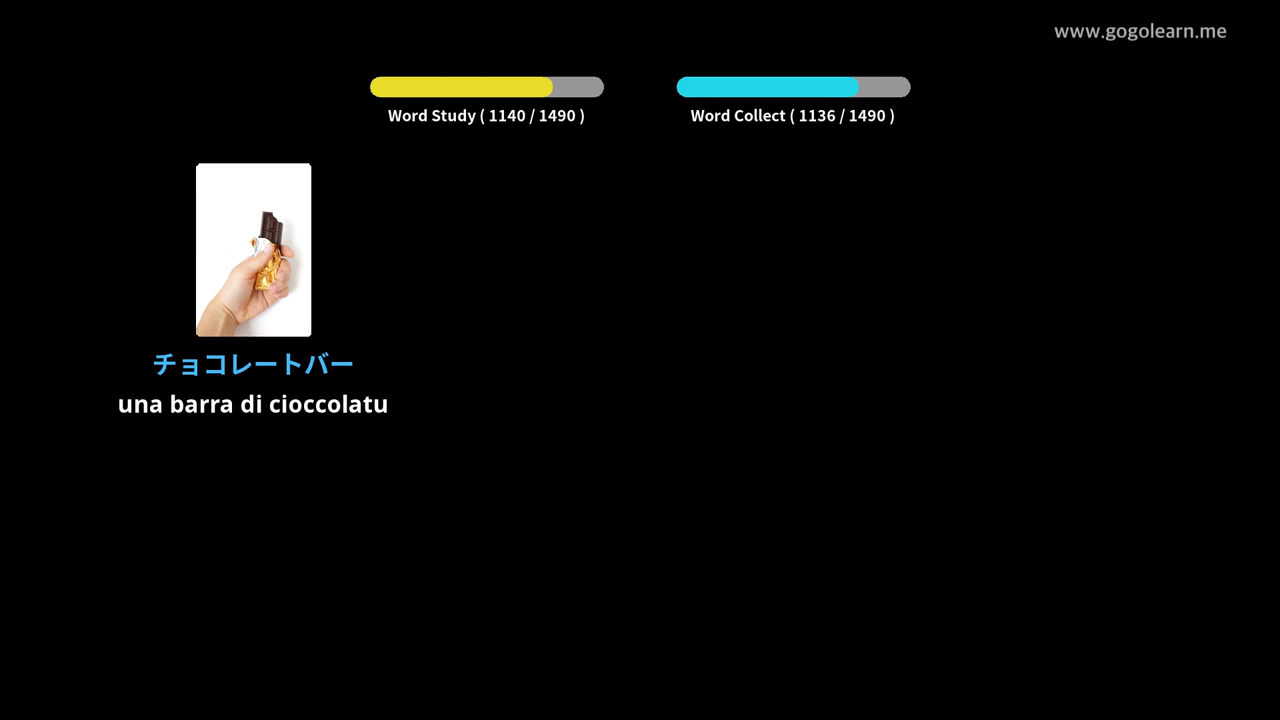 www.gogolearn.me
Word Study ( 1140 / 1490 )
Word Collect ( 1136 / 1490 )
チョコレートバー
una barra di cioccolatu